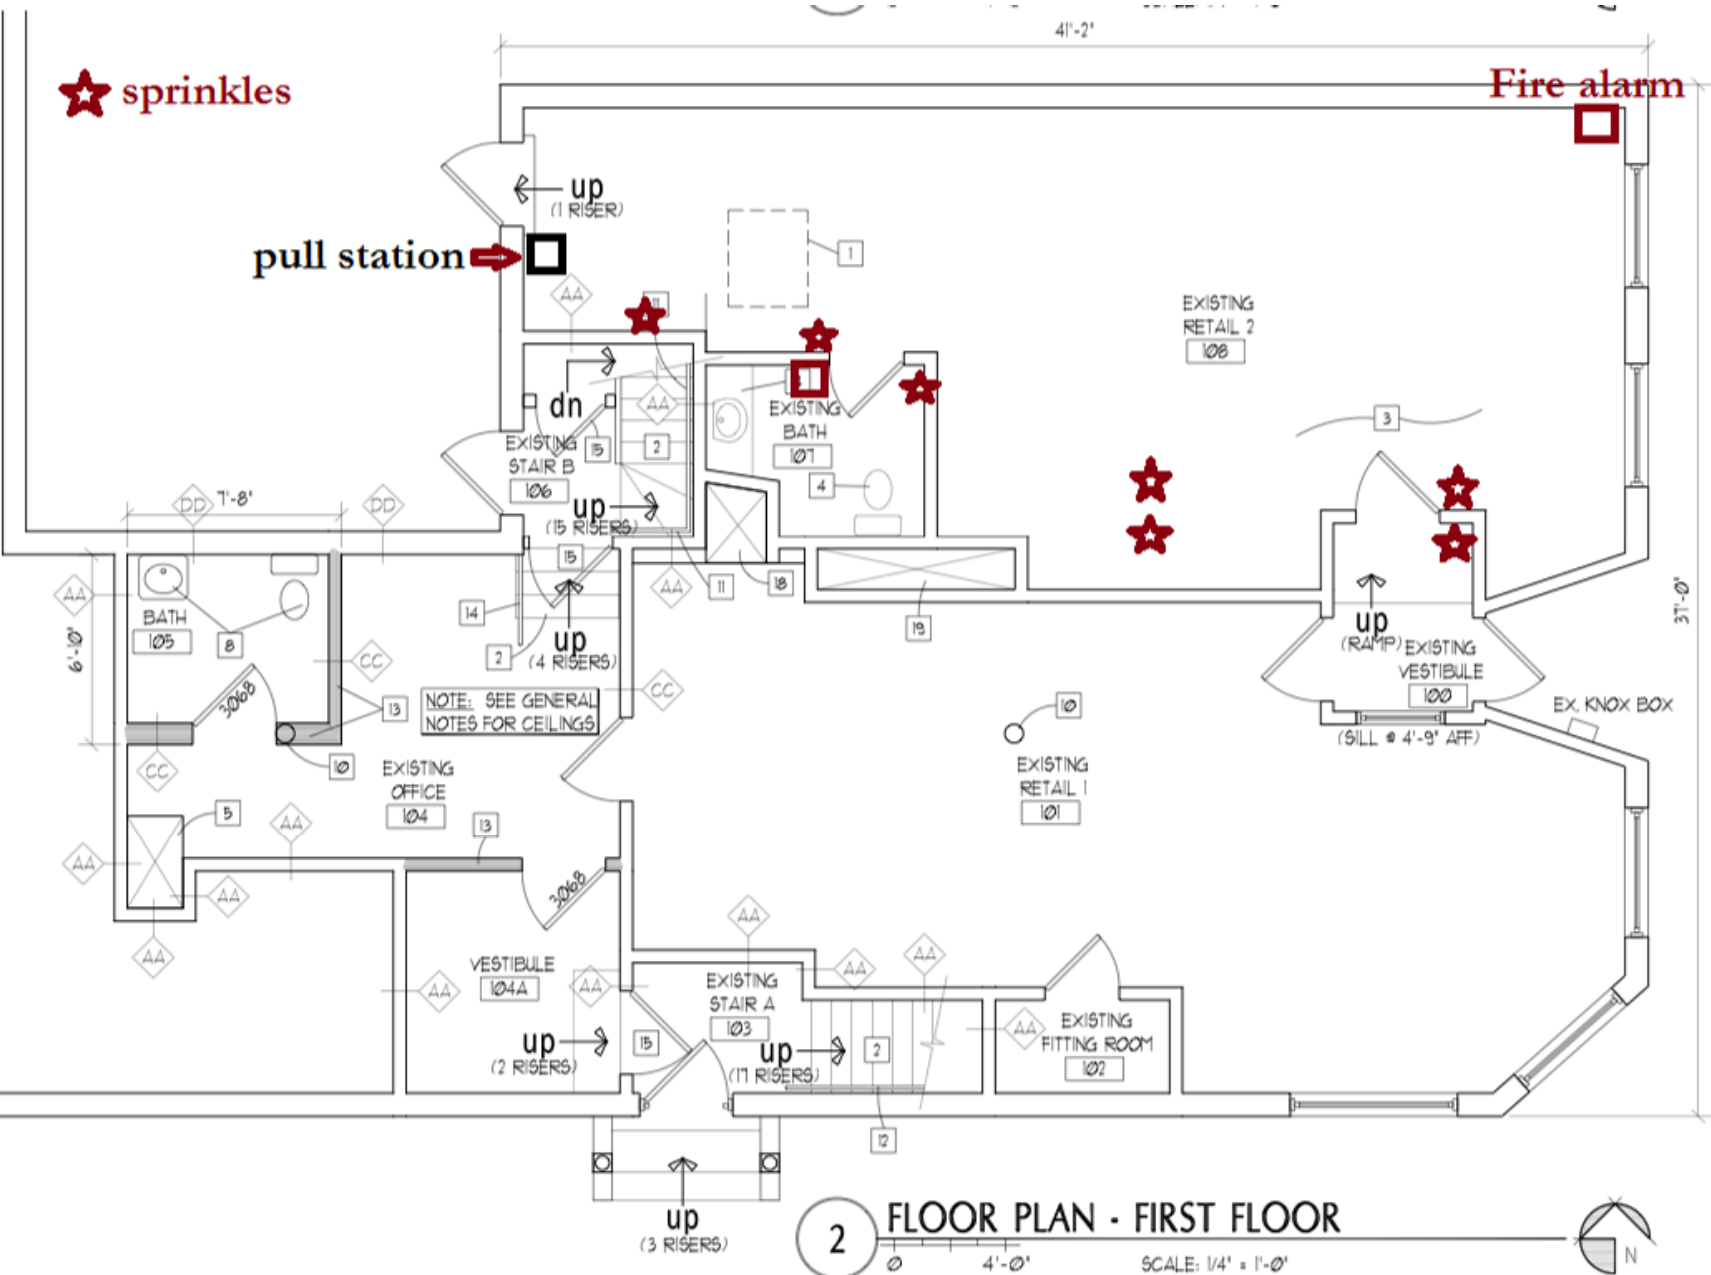 41'-2"
sprinkles
Fire alarm
up
(1 RISER)
pull station
1
AA
11
EXISTING
RETAIL 2
108
dn
AA
EXISTING
BATH
107
3
EXISTING
STAIR B
106
15
2
4
up
(15 RISERS)
DD
7'-8"
DD
15
AA
11
18
19
14
AA
BATH
105
8
6'-10"
CC
2
up
(4 RISERS)
37'-0"
up
(RAMP)
EXISTING
VESTIBULE
100
EX. KNOX BOX
(SILL @ 4'-9" AFF)
3068
13
NOTE: SEE GENERAL
NOTES FOR CEILINGS
CC
10
CC
10
EXISTING
OFFICE
104
EXISTING
RETAIL 1
101
5
AA
13
AA
AA
3068
AA
AA
VESTIBULE
104A
AA
AA
EXISTING
STAIR A
103
AA
AA
up
(2 RISERS)
15
up
(17 RISERS)
2
AA
EXISTING
FITTING ROOM
102
12
up
(3 RISERS)
2
FLOOR PLAN - FIRST FLOOR
0
4'-0"
SCALE: 1/4" = 1'-0"
N